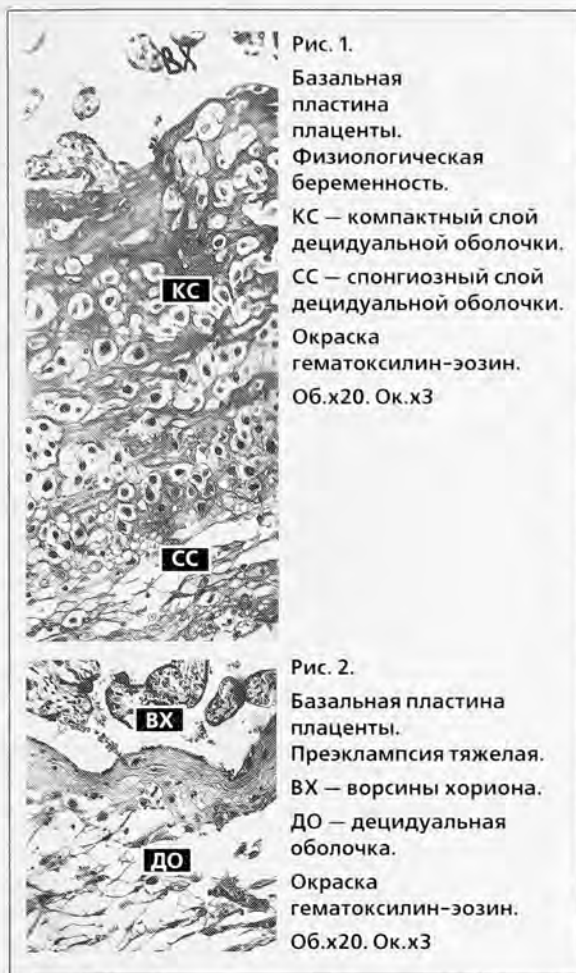 ВХ
Рис. 1.
Базальная
пластина
плаценты.
Физиологическая
беременность.
КС — компактный слой
децидуальной оболочки.
СС — спонгиозный слой
децидуальной оболочки.
Окраска
гематоксилин-эозин.
Об.х20. Ок.х3
КС
СС
Рис. 2.
Базальная пластина
плаценты.
Преэклампсия тяжелая.
ВХ — ворсины хориона.
ДО — децидуальная
оболочка.
Окраска
гематоксилин-эозин.
Об.х20. Ок.х3
ВХ
ДО